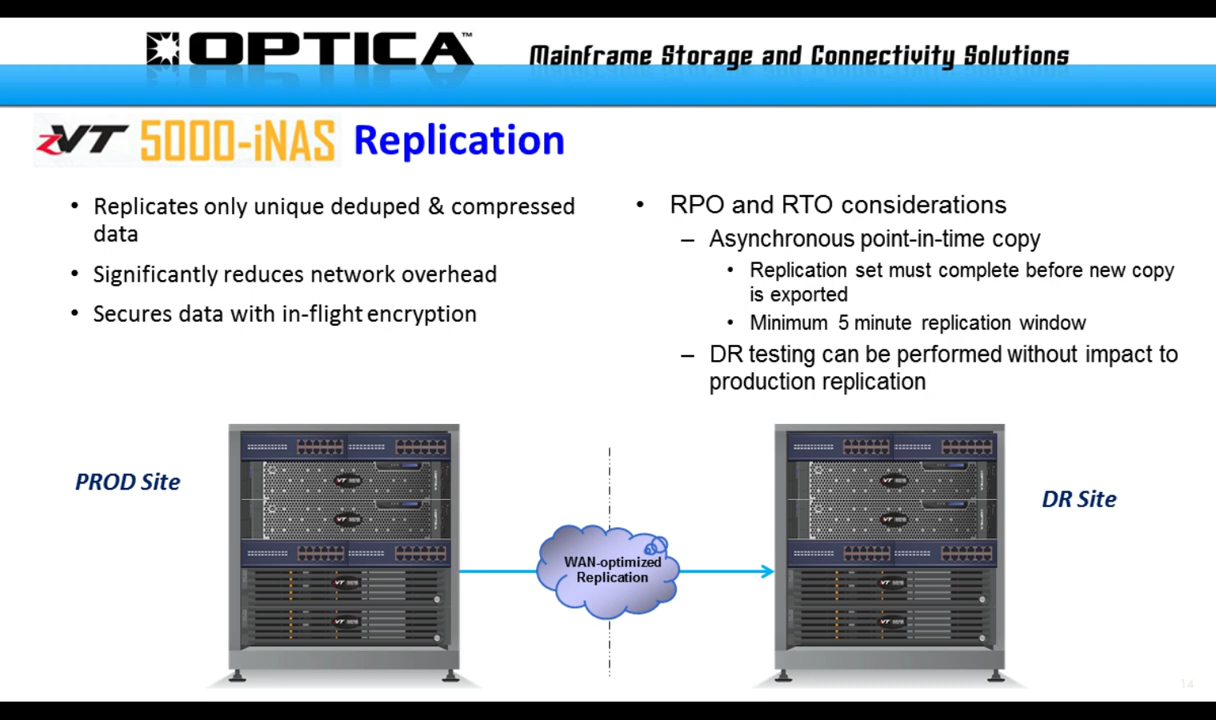 OPTICA™
Mainframe Storage and Connectivity Solutions
zVT 5000-iNAS Replication
• Replicates only unique deduped & compressed
data
• Significantly reduces network overhead
• Secures data with in-flight encryption
• RPO and RTO considerations
– Asynchronous point-in-time copy
• Replication set must complete before new copy
is exported
• Minimum 5 minute replication window
– DR testing can be performed without impact to
production replication
PROD Site
WAN-optimized
Replication
DR Site
14